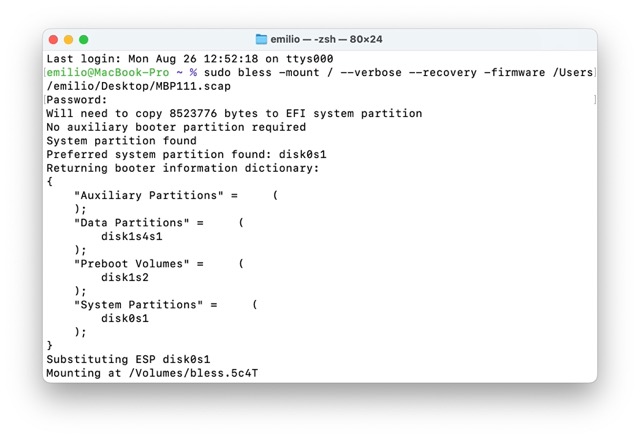 emilio — -zsh — 80×24
Last login: Mon Aug 26 12:52:18 on ttys000
[emilio@MacBook-Pro ~ % sudo bless -mount / --verbose --recovery -firmware /Users]
/emilio/Desktop/MBP111.scap
[Password: ]
Will need to copy 8523776 bytes to EFI system partition
No auxiliary booter partition required
System partition found
Preferred system partition found: disk0s1
Returning booter information dictionary:
{
    "Auxiliary Partitions" =     (
    );
    "Data Partitions" =     (
        disk1s4s1
    );
    "Preboot Volumes" =     (
        disk1s2
    );
    "System Partitions" =     (
        disk0s1
    );
}
Substituting ESP disk0s1
Mounting at /Volumes/bless.5c4T